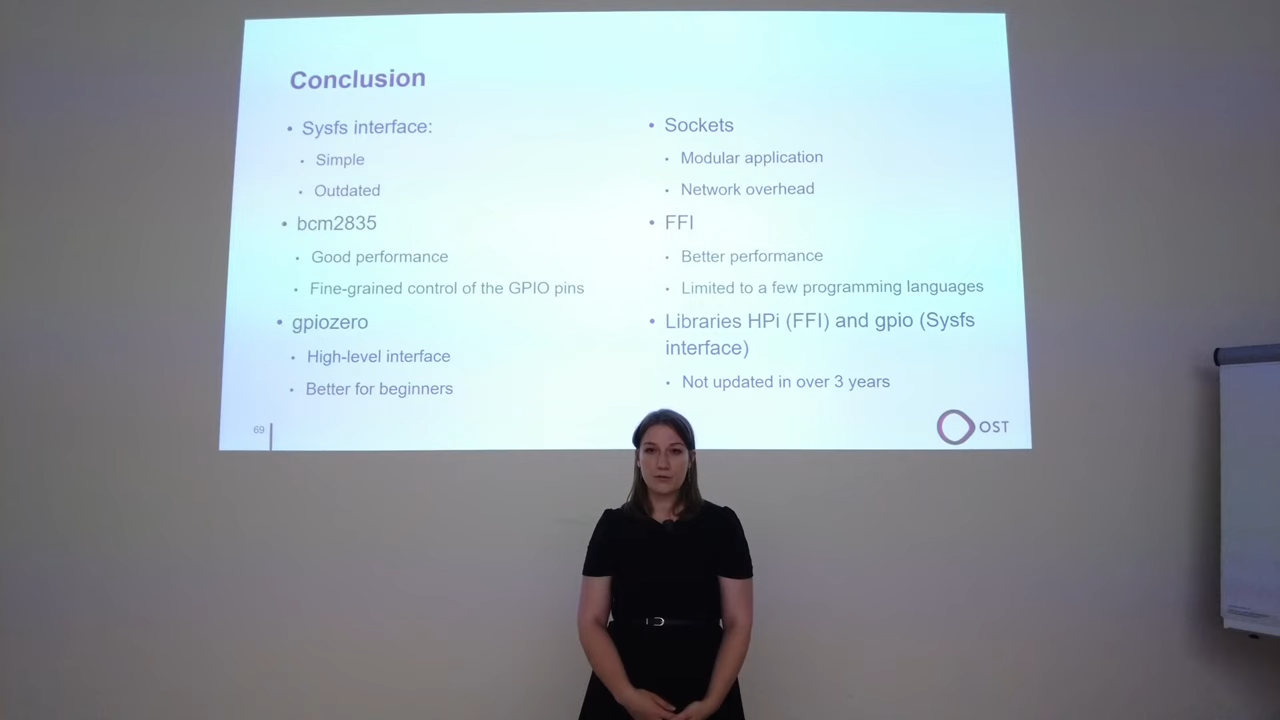 Conclusion
• Sysfs interface:
• Simple
• Outdated
• bcm2835
• Good performance
• Fine-grained control of the GPIO pins
• gpiozero
• High-level interface
• Better for beginners
• Sockets
• Modular application
• Network overhead
• FFI
• Better performance
• Limited to a few programming languages
• Libraries HPi (FFI) and gpio (Sysfs
interface)
• Not updated in over 3 years
69
OST